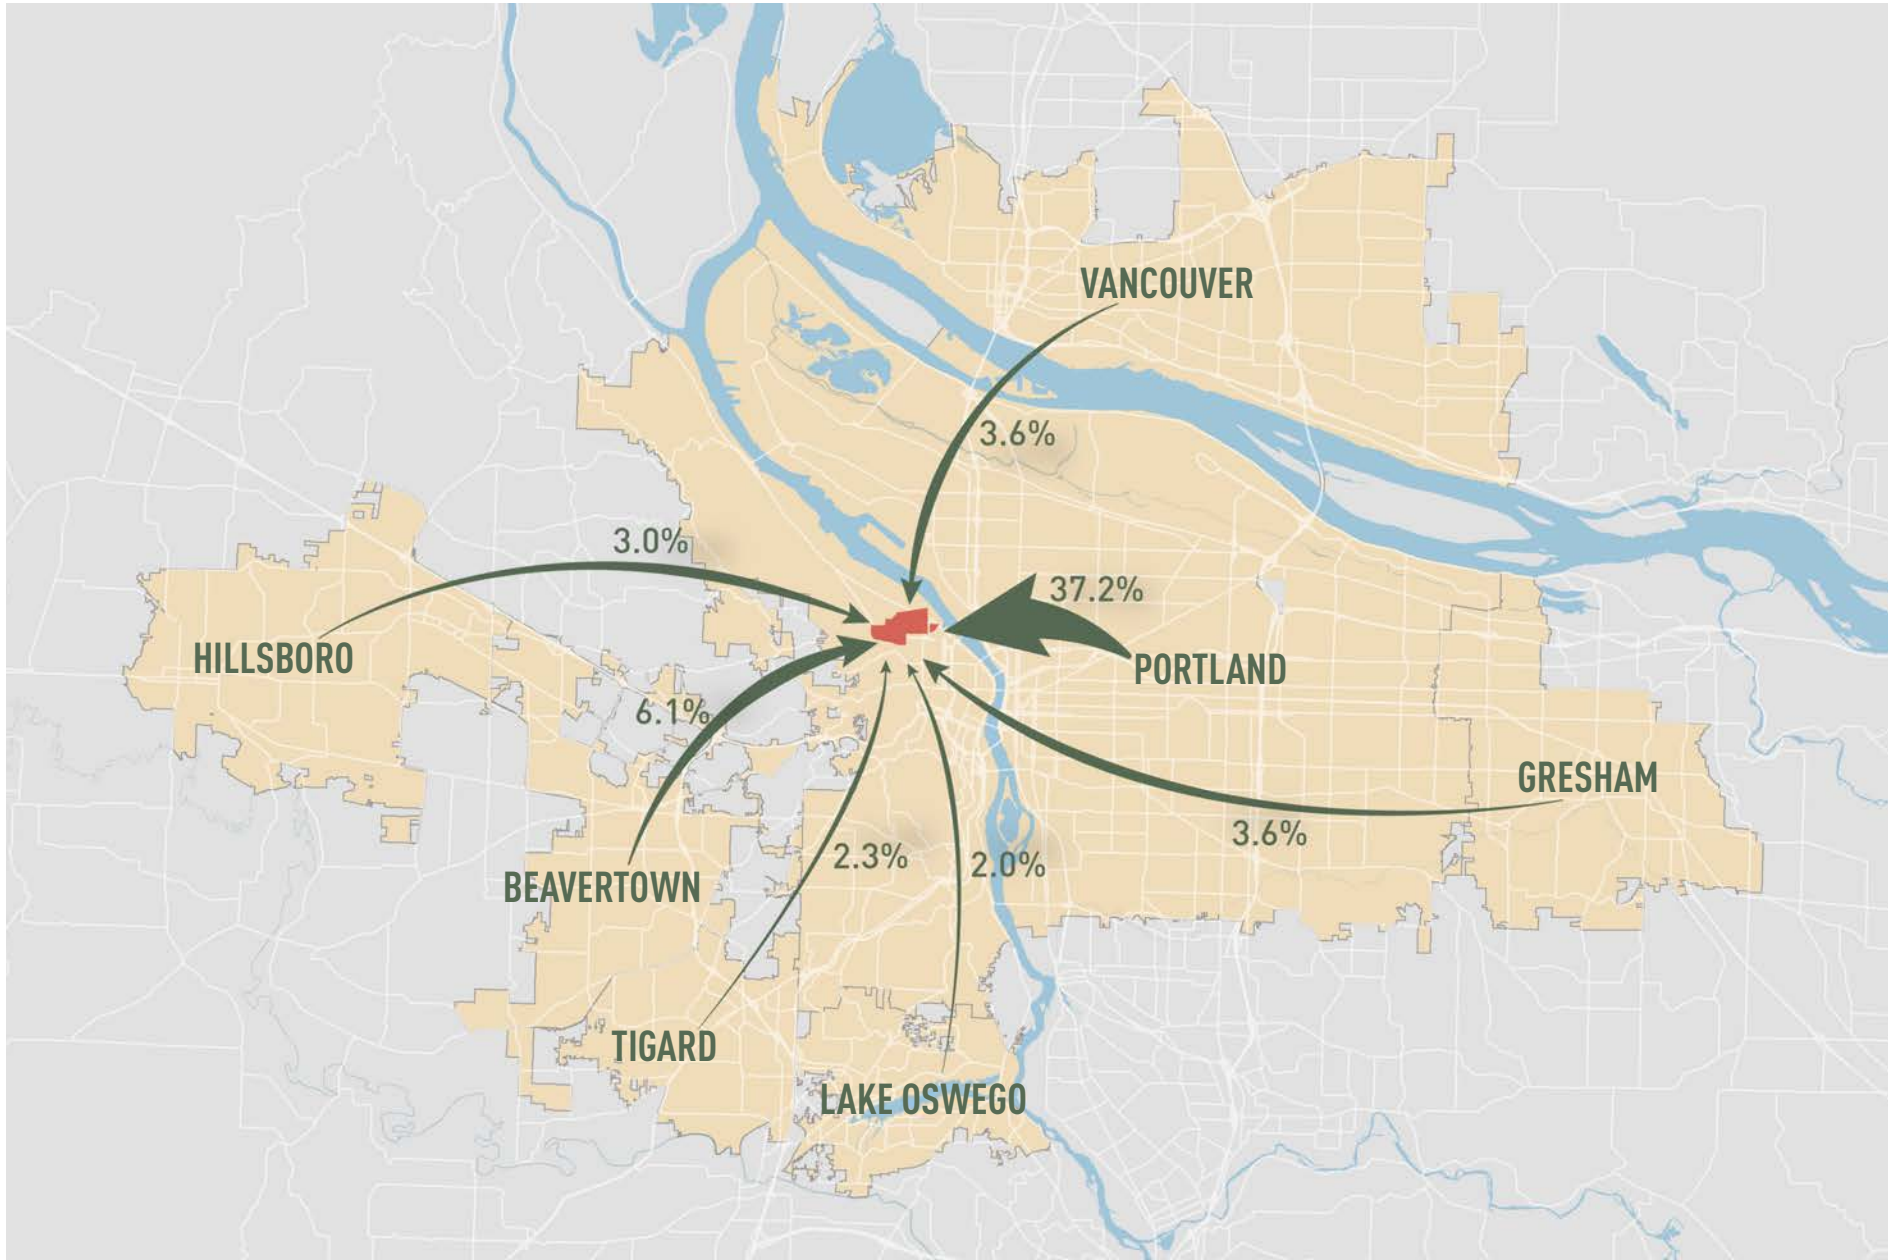 VANCOUVER
3.6%
3.0%
37.2%
HILLSBORO
PORTLAND
6.1%
GRESHAM
3.6%
2.3%
2.0%
BEAVERTOWN
TIGARD
LAKE OSWEGO